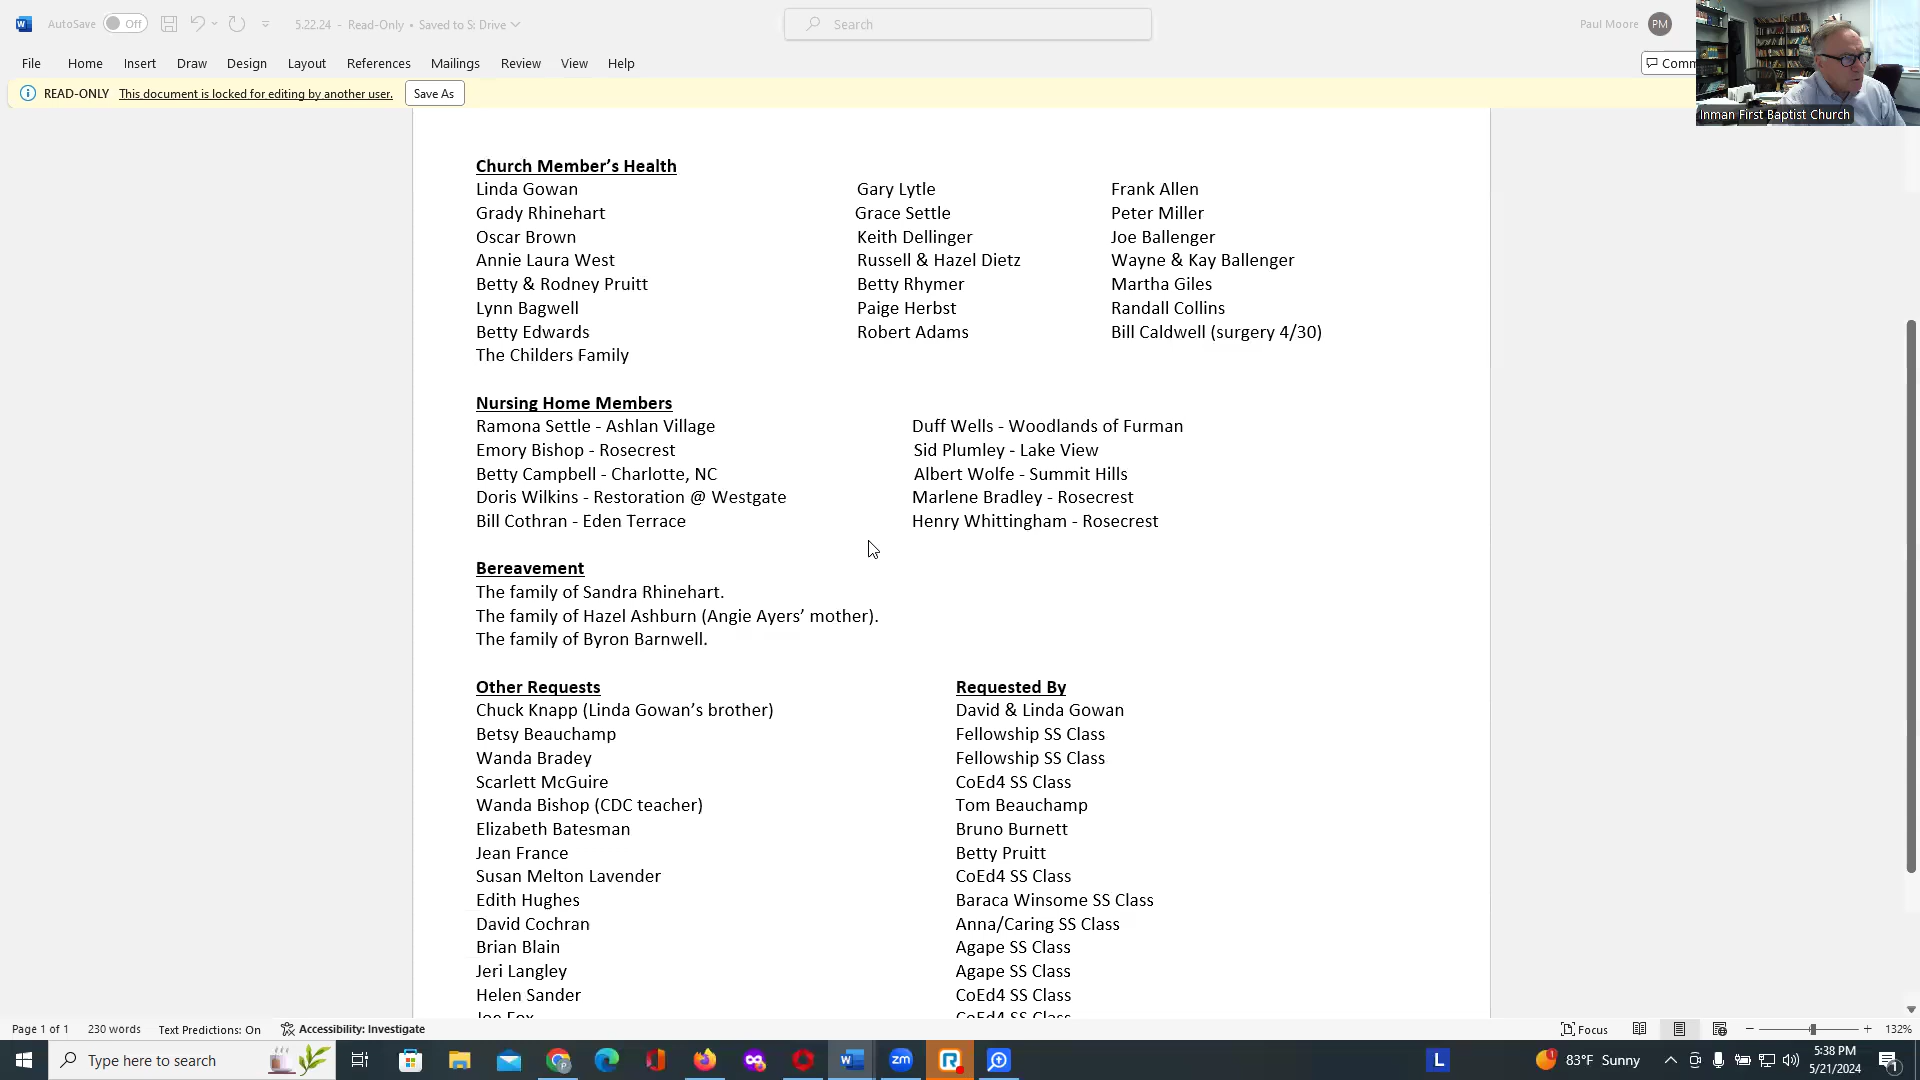 AutoSave Off 5.22.24 - Read-Only • Saved to S: Drive Search Paul Moore PM
File Home Insert Draw Design Layout References Mailings Review View Help Comm
READ-ONLY This document is locked for editing by another user. Save As
Inman First Baptist Church
Church Member’s Health
Linda Gowan Gary Lytle Frank Allen
Grady Rhinehart Grace Settle Peter Miller
Oscar Brown Keith Dellinger Joe Ballenger
Annie Laura West Russell & Hazel Dietz Wayne & Kay Ballenger
Betty & Rodney Pruitt Betty Rhymer Martha Giles
Lynn Bagwell Paige Herbst Randall Collins
Betty Edwards Robert Adams Bill Caldwell (surgery 4/30)
The Childers Family
Nursing Home Members
Ramona Settle - Ashlan Village Duff Wells - Woodlands of Furman
Emory Bishop - Rosecrest Sid Plumley - Lake View
Betty Campbell - Charlotte, NC Albert Wolfe - Summit Hills
Doris Wilkins - Restoration @ Westgate Marlene Bradley - Rosecrest
Bill Cothran - Eden Terrace Henry Whittingham - Rosecrest
Bereavement
The family of Sandra Rhinehart.
The family of Hazel Ashburn (Angie Ayers’ mother).
The family of Byron Barnwell.
Other Requests Requested By
Chuck Knapp (Linda Gowan’s brother) David & Linda Gowan
Betsy Beauchamp Fellowship SS Class
Wanda Bradey Fellowship SS Class
Scarlett McGuire CoEd4 SS Class
Wanda Bishop (CDC teacher) Tom Beauchamp
Elizabeth Batesman Bruno Burnett
Jean France Betty Pruitt
Susan Melton Lavender CoEd4 SS Class
Edith Hughes Baraca Winsome SS Class
David Cochran Anna/Caring SS Class
Brian Blain Agape SS Class
Jeri Langley Agape SS Class
Helen Sander CoEd4 SS Class
Joe Fox CoEd4 SS Class
Page 1 of 1 230 words Text Predictions: On Accessibility: Investigate Focus 132%
Type here to search zm L 83°F Sunny 5:38 PM
5/21/2024